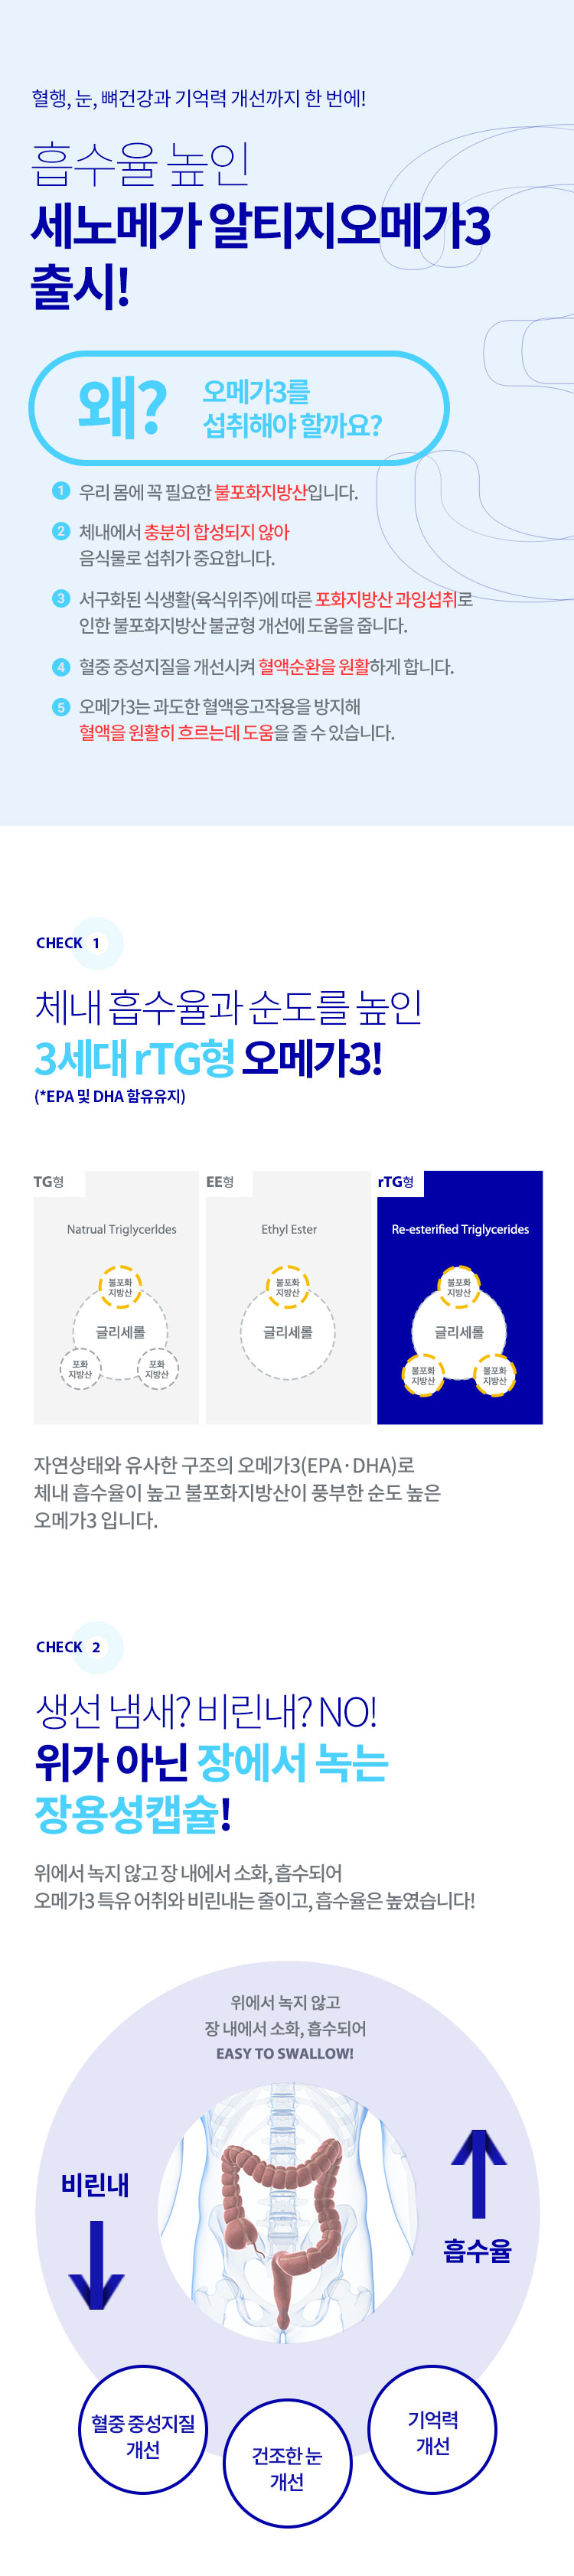 혈행, 눈, 뼈건강과 기억력 개선까지 한 번에!
흡수율 높인
세노메가 알티지오메가3
출시!
왜?
오메가3를
섭취해야 할까요?
1 우리 몸에 꼭 필요한 불포화지방산입니다.
2 체내에서 충분히 합성되지 않아
음식물로 섭취가 중요합니다.
3 서구화된 식생활(육식위주)에 따른 포화지방산 과잉섭취로
인한 불포화지방산 불균형 개선에 도움을 줍니다.
4 혈중 중성지질을 개선시켜 혈액순환을 원활하게 합니다.
5 오메가3는 과도한 혈액응고작용을 방지해
혈액을 원활히 흐르는데 도움을 줄 수 있습니다.
CHECK 1
체내 흡수율과 순도를 높인
3세대 rTG형 오메가3!
(*EPA 및 DHA 함유유지)
TG형
Natrual Triglycerldes
불포화
지방산
글리세롤
포화
지방산
포화
지방산
EE형
Ethyl Ester
불포화
지방산
글리세롤
rTG형
Re-esterified Triglycerides
불포화
지방산
글리세롤
불포화
지방산
불포화
지방산
자연상태와 유사한 구조의 오메가3(EPA·DHA)로
체내 흡수율이 높고 불포화지방산이 풍부한 순도 높은
오메가3 입니다.
CHECK 2
생선 냄새? 비린내? NO!
위가 아닌 장에서 녹는
장용성캡슐!
위에서 녹지 않고 장 내에서 소화, 흡수되어
오메가3 특유 어취와 비린내는 줄이고, 흡수율은 높였습니다!
위에서 녹지 않고
장 내에서 소화, 흡수되어
EASY TO SWALLOW!
비린내
흡수율
혈중 중성지질
개선
건조한 눈
개선
기억력
개선